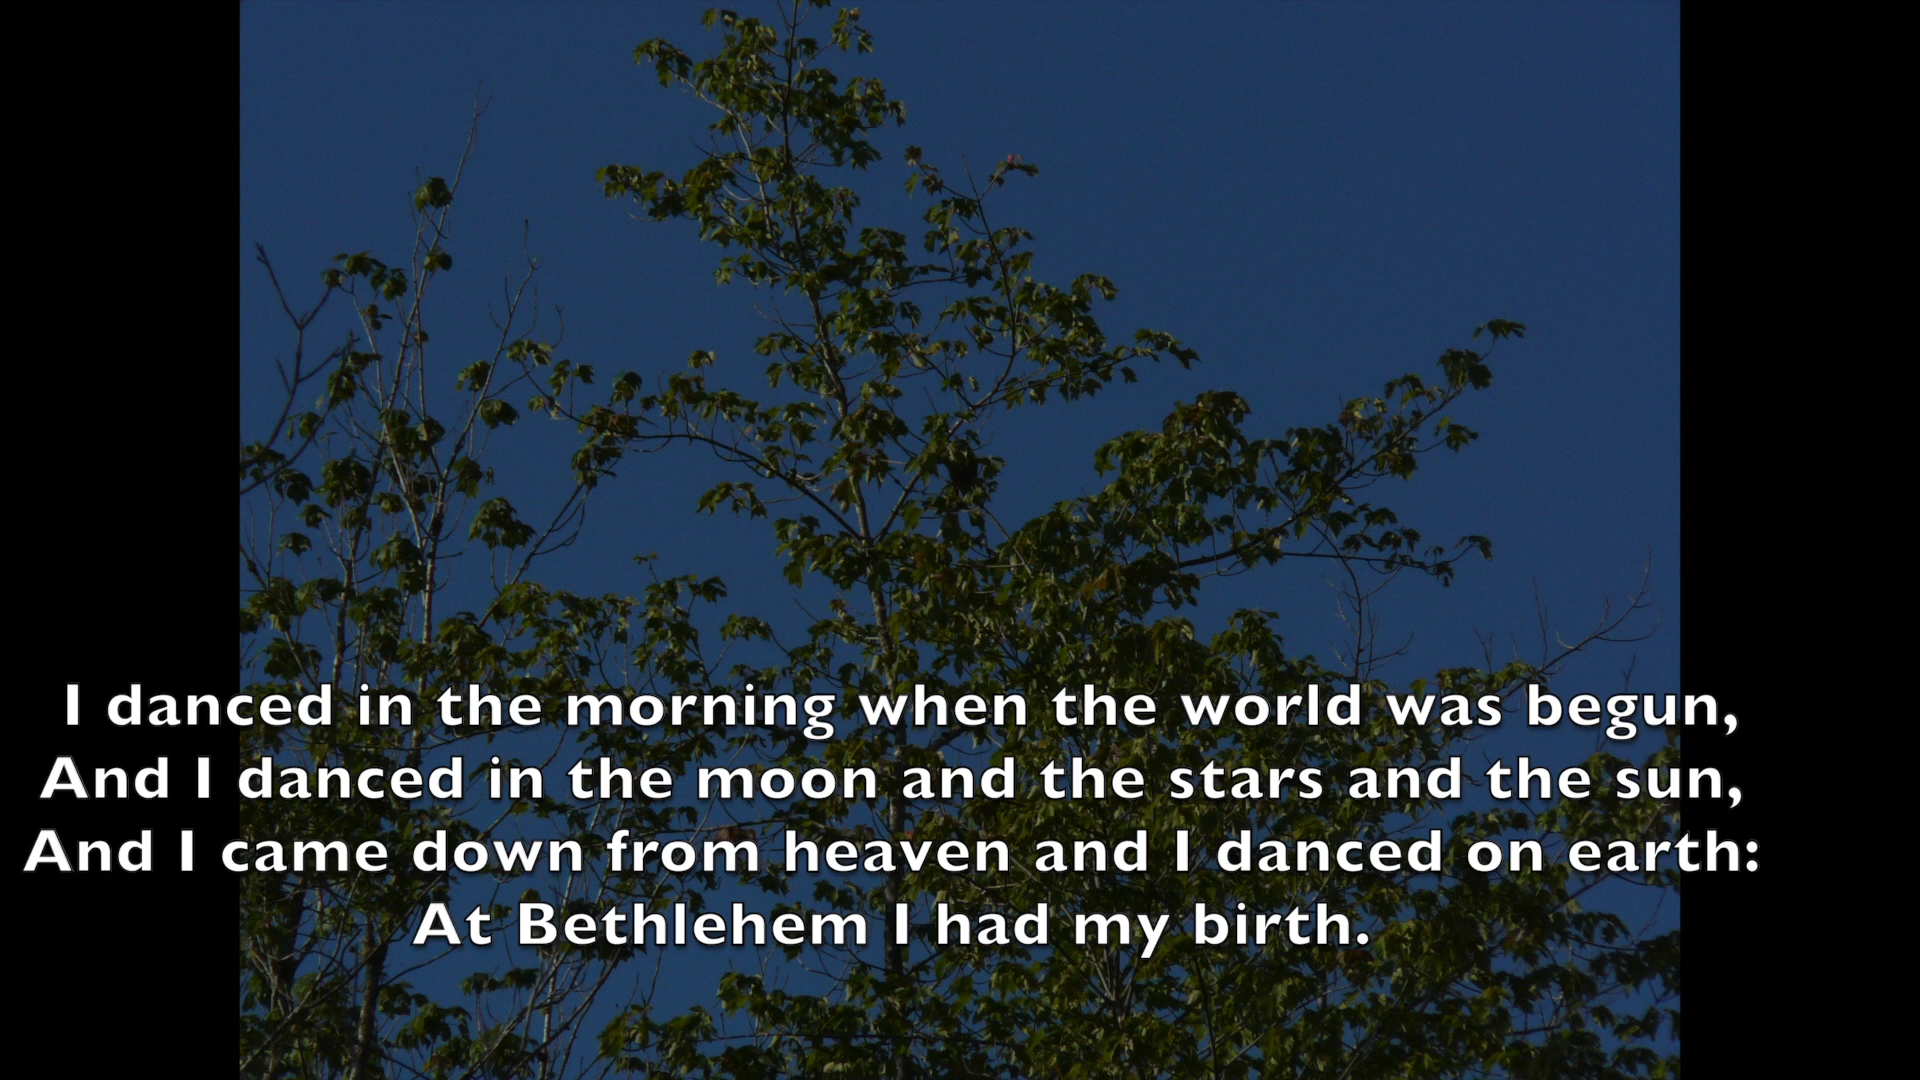 I danced in the morning when the world was begun,
And I danced in the moon and the stars and the sun,
And I came down from heaven and I danced on earth:
At Bethlehem I had my birth.